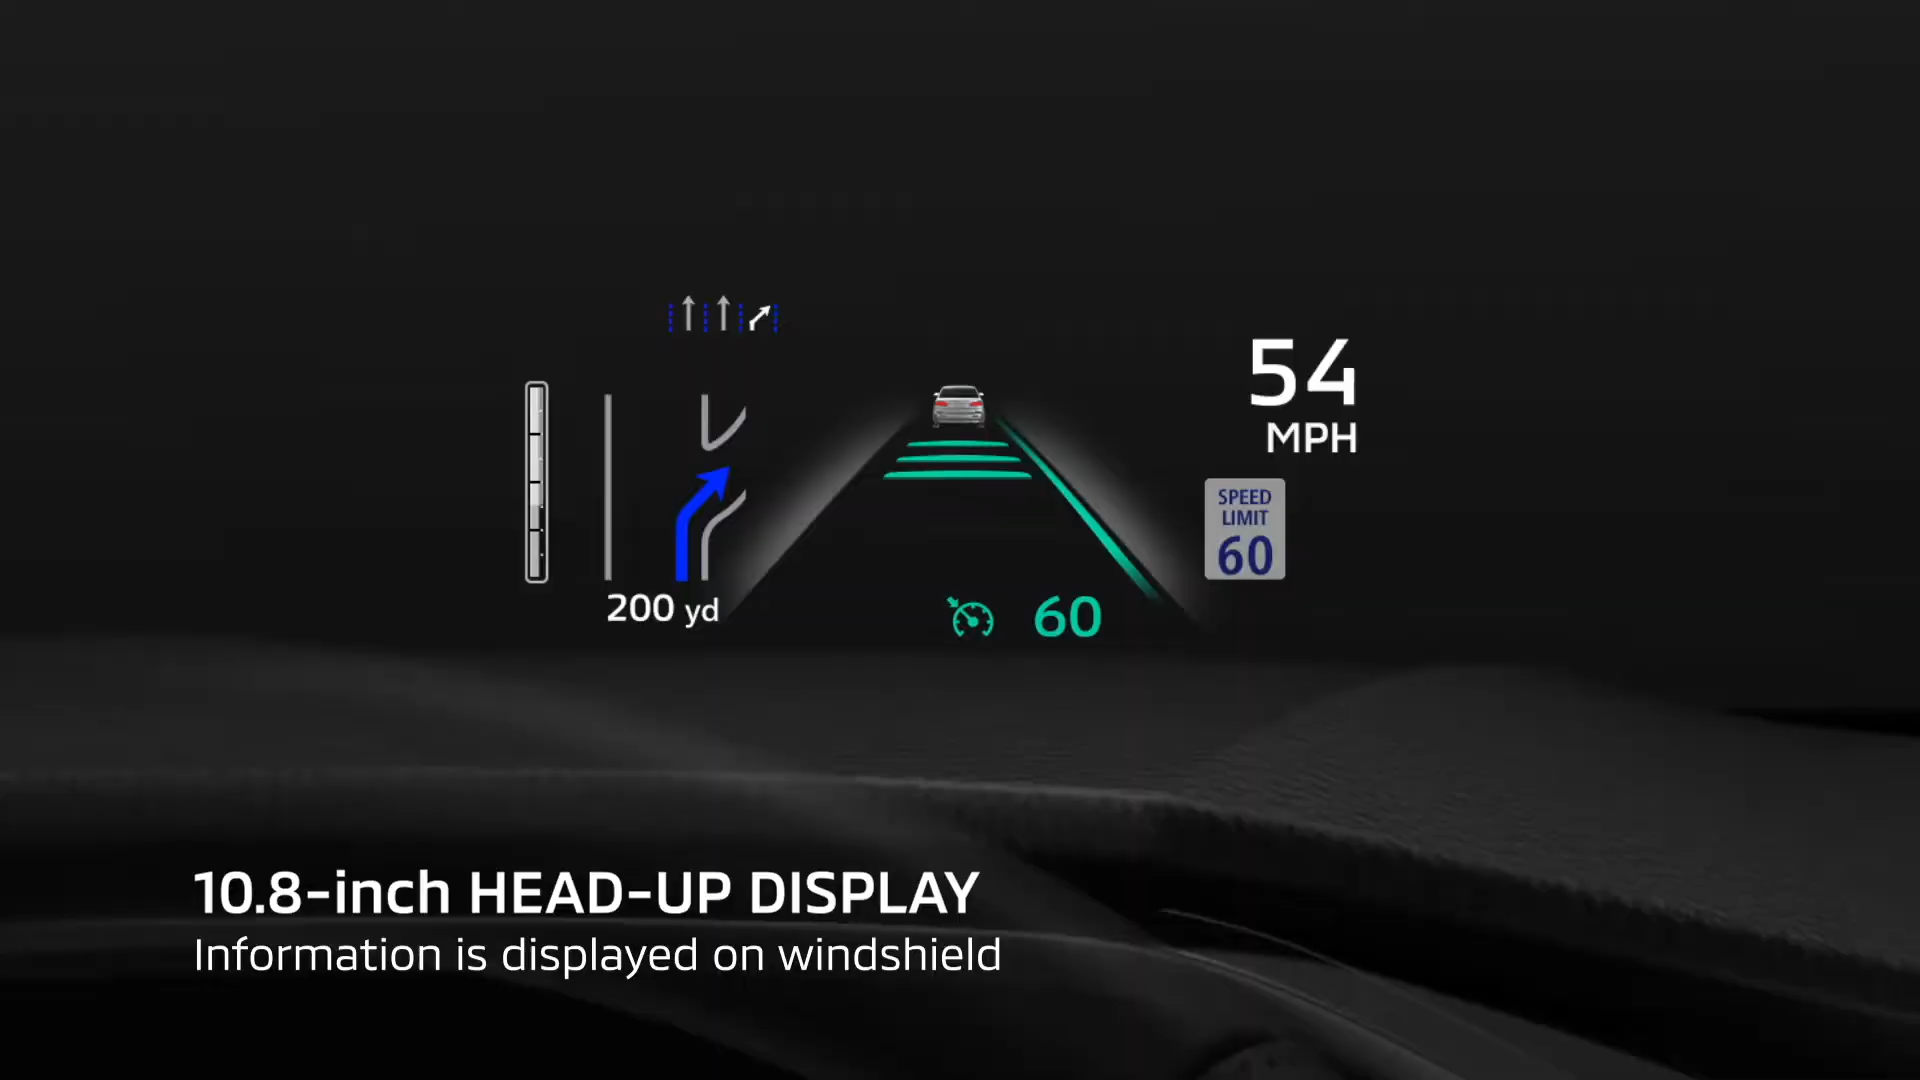 54
MPH
SPEED
LIMIT
60
200 yd
60
10.8-inch HEAD-UP DISPLAY
Information is displayed on windshield